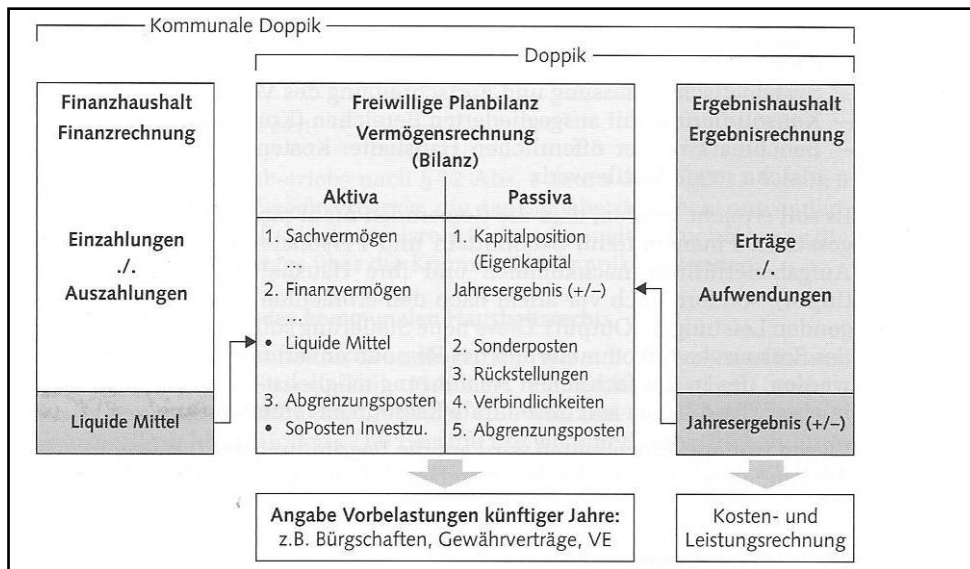 Kommunale Doppik
Doppik
Finanzhaushalt
Finanzrechnung
Einzahlungen
./.
Auszahlungen
Liquide Mittel
Freiwillige Planbilanz
Vermögensrechnung
(Bilanz)
Aktiva
1. Sachvermögen
...
2. Finanzvermögen
...
• Liquide Mittel
3. Abgrenzungsposten
• SoPosten Investzu.
Passiva
1. Kapitalposition
(Eigenkapital
Jahresergebnis (+/–)
2. Sonderposten
3. Rückstellungen
4. Verbindlichkeiten
5. Abgrenzungsposten
Ergebnishaushalt
Ergebnisrechnung
Erträge
./.
Aufwendungen
Jahresergebnis (+/–)
Angabe Vorbelastungen künftiger Jahre:
z.B. Bürgschaften, Gewährverträge, VE
Kosten- und
Leistungsrechnung